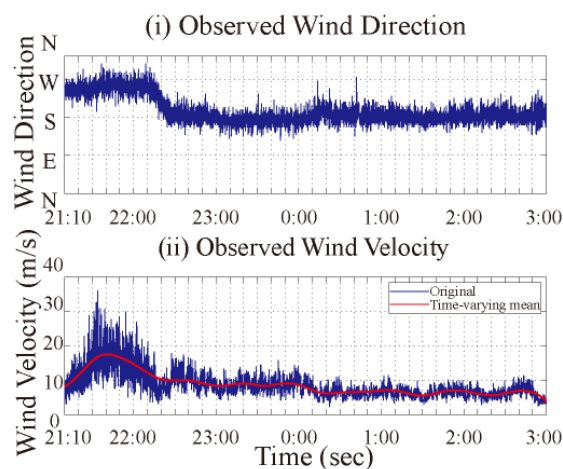 (i) Observed Wind Direction
Wind Direction
N
W
S
E
N
21:10 22:00 23:00 0:00 1:00 2:00 3:00
(ii) Observed Wind Velocity
Wind Velocity (m/s)
40
30
20
10
0
Original
Time-varying mean
21:10 22:00 23:00 0:00 1:00 2:00 3:00
Time (sec)